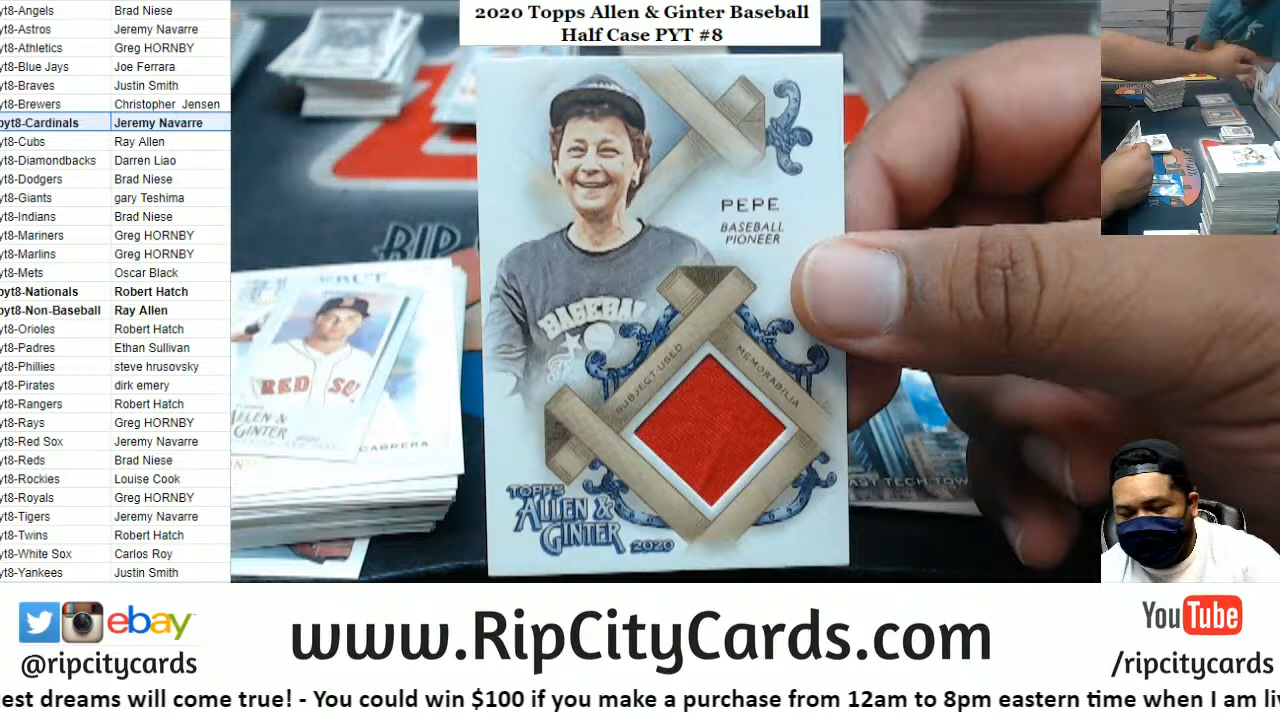 2020 Topps Allen & Ginter Baseball
Half Case PYT #8
yt8-Angels Brad Niese
yt8-Astros Jeremy Navarre
yt8-Athletics Greg HORNBY
yt8-Blue Jays Joe Ferrara
yt8-Braves Justin Smith
yt8-Brewers Christopher Jensen
pyt8-Cardinals Jeremy Navarre
yt8-Cubs Ray Allen
yt8-Diamondbacks Darren Liao
yt8-Dodgers Brad Niese
yt8-Giants gary Teshima
yt8-Indians Brad Niese
yt8-Mariners Greg HORNBY
yt8-Marlins Greg HORNBY
yt8-Mets Oscar Black
pyt8-Nationals Robert Hatch
pyt8-Non-Baseball Ray Allen
yt8-Orioles Robert Hatch
yt8-Padres Ethan Sullivan
yt8-Phillies steve hrusovsky
yt8-Pirates dirk emery
yt8-Rangers Robert Hatch
yt8-Rays Greg HORNBY
yt8-Red Sox Jeremy Navarre
yt8-Reds Brad Niese
yt8-Rockies Louise Cook
yt8-Royals Greg HORNBY
yt8-Tigers Jeremy Navarre
yt8-Twins Robert Hatch
yt8-White Sox Carlos Roy
yt8-Yankees Justin Smith
RIP
PEPE
BASEBALL
PIONEER
BASEBALL
SUBJECT USED
MEMORABILIA
TOPPS
ALLEN &
GINTER 2020
RED SO
ALLEN &
GINTER
CABRERA
AST TECH TOW
ebay
@ripcitycards
www.RipCityCards.com
YouTube
/ripcitycards
est dreams will come true! - You could win $100 if you make a purchase from 12am to 8pm eastern time when I am li